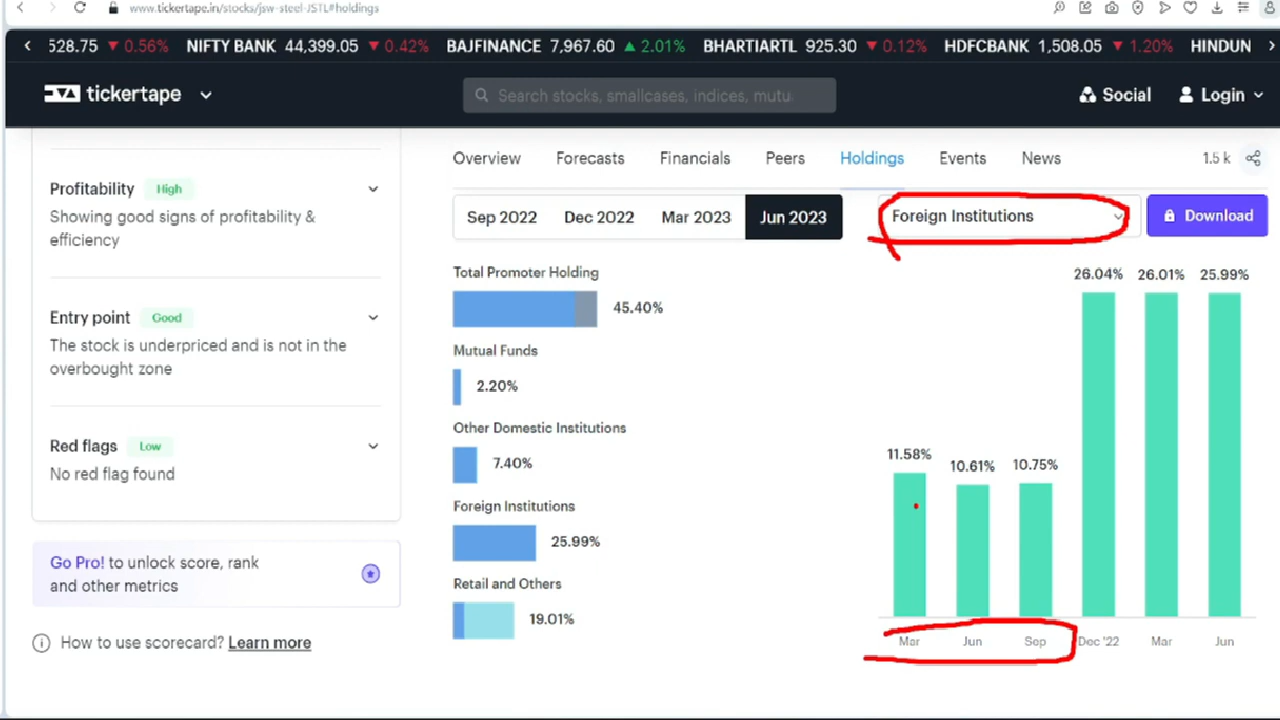 www.tickertape.in/stocks/jsw-steel-JSTL#holdings
528.75 ▼ 0.56% NIFTY BANK 44,399.05 ▼ 0.42% BAJFINANCE 7,967.60 ▲ 2.01% BHARTIARTL 925.30 ▼ 0.12% HDFCBANK 1,508.05 ▼ 1.20% HINDUN
tickertape
Search stocks, smallcases, indices, mutu
Social Login
Overview Forecasts Financials Peers Holdings Events News 1.5 k
Profitability High
Showing good signs of profitability &
efficiency
Entry point Good
The stock is underpriced and is not in the
overbought zone
Red flags Low
No red flag found
Go Pro! to unlock score, rank
and other metrics
How to use scorecard? Learn more
Sep 2022 Dec 2022 Mar 2023 Jun 2023
Foreign Institutions
Download
Total Promoter Holding
45.40%
Mutual Funds
2.20%
Other Domestic Institutions
7.40%
Foreign Institutions
25.99%
Retail and Others
19.01%
11.58% 10.61% 10.75% 26.04% 26.01% 25.99%
Mar Jun Sep Dec '22 Mar Jun